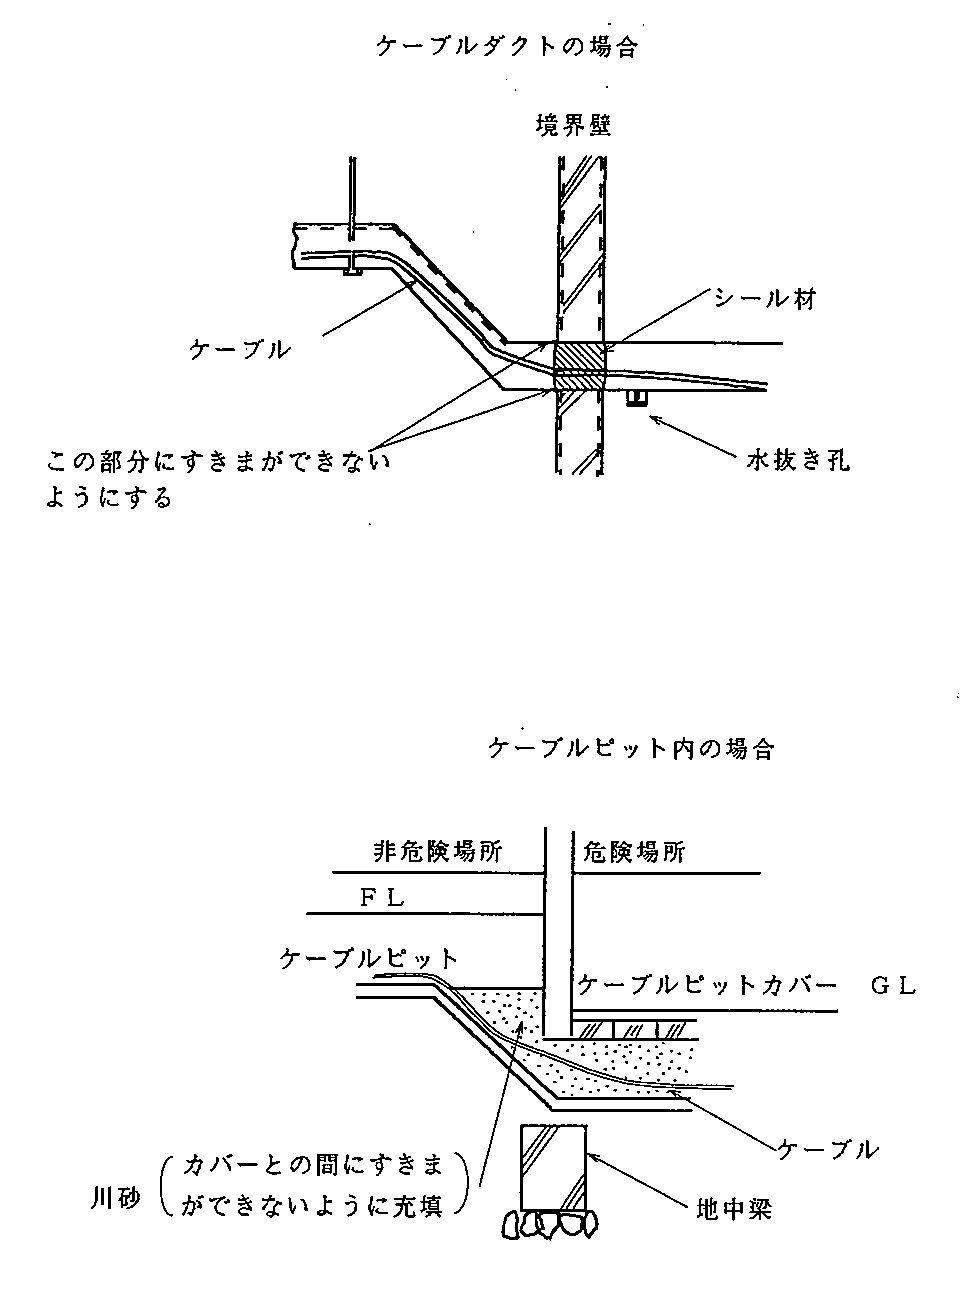 ケーブルダクトの場合
境界壁
シール材
ケーブル
この部分にすきまができない
ようにする
水抜き孔
ケーブルピット内の場合
非危険場所
危険場所
FL
ケーブルピット
ケーブルピットカバー GL
ケーブル
川砂
カバーとの間にすきま
ができないように充填
地中梁